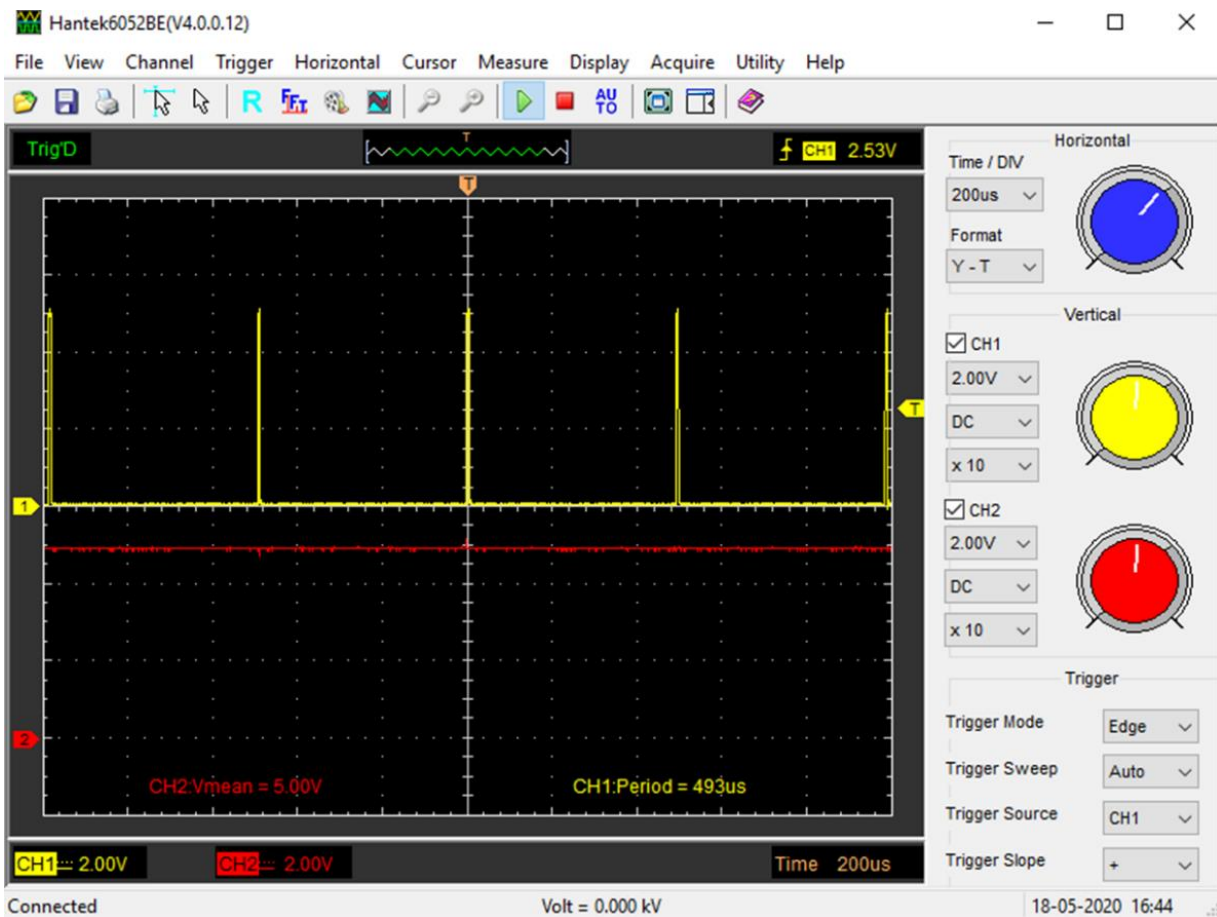 Hantek6052BE(V4.0.0.12)
File View Channel Trigger Horizontal Cursor Measure Display Acquire Utility Help
R FFT AUTO
Trig'D T CH1 2.53V
T
T
1
2
CH2:Vmean = 5.00V CH1:Period = 493us
CH1 2.00V CH2 2.00V Time 200us
Horizontal
Time / DIV
200us
Format
Y - T
Vertical
CH1
2.00V
DC
x 10
CH2
2.00V
DC
x 10
Trigger
Trigger Mode Edge
Trigger Sweep Auto
Trigger Source CH1
Trigger Slope +
Connected Volt = 0.000 kV 18-05-2020 16:44